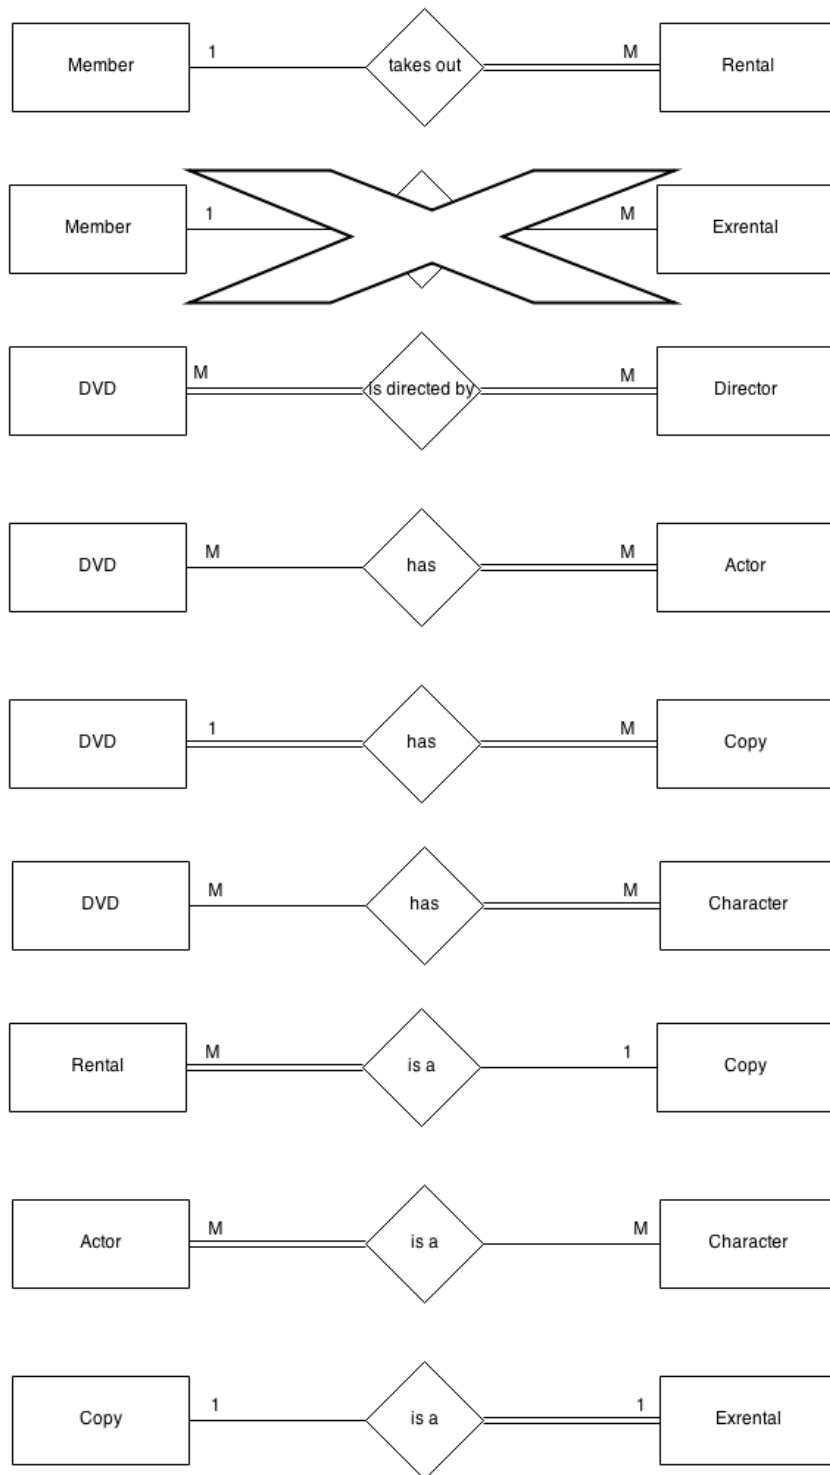 Member 1 takes out M Rental
Member 1 M Exrental
DVD M Is directed by M Director
DVD M has M Actor
DVD 1 has M Copy
DVD M has M Character
Rental M is a 1 Copy
Actor M is a M Character
Copy 1 is a 1 Exrental